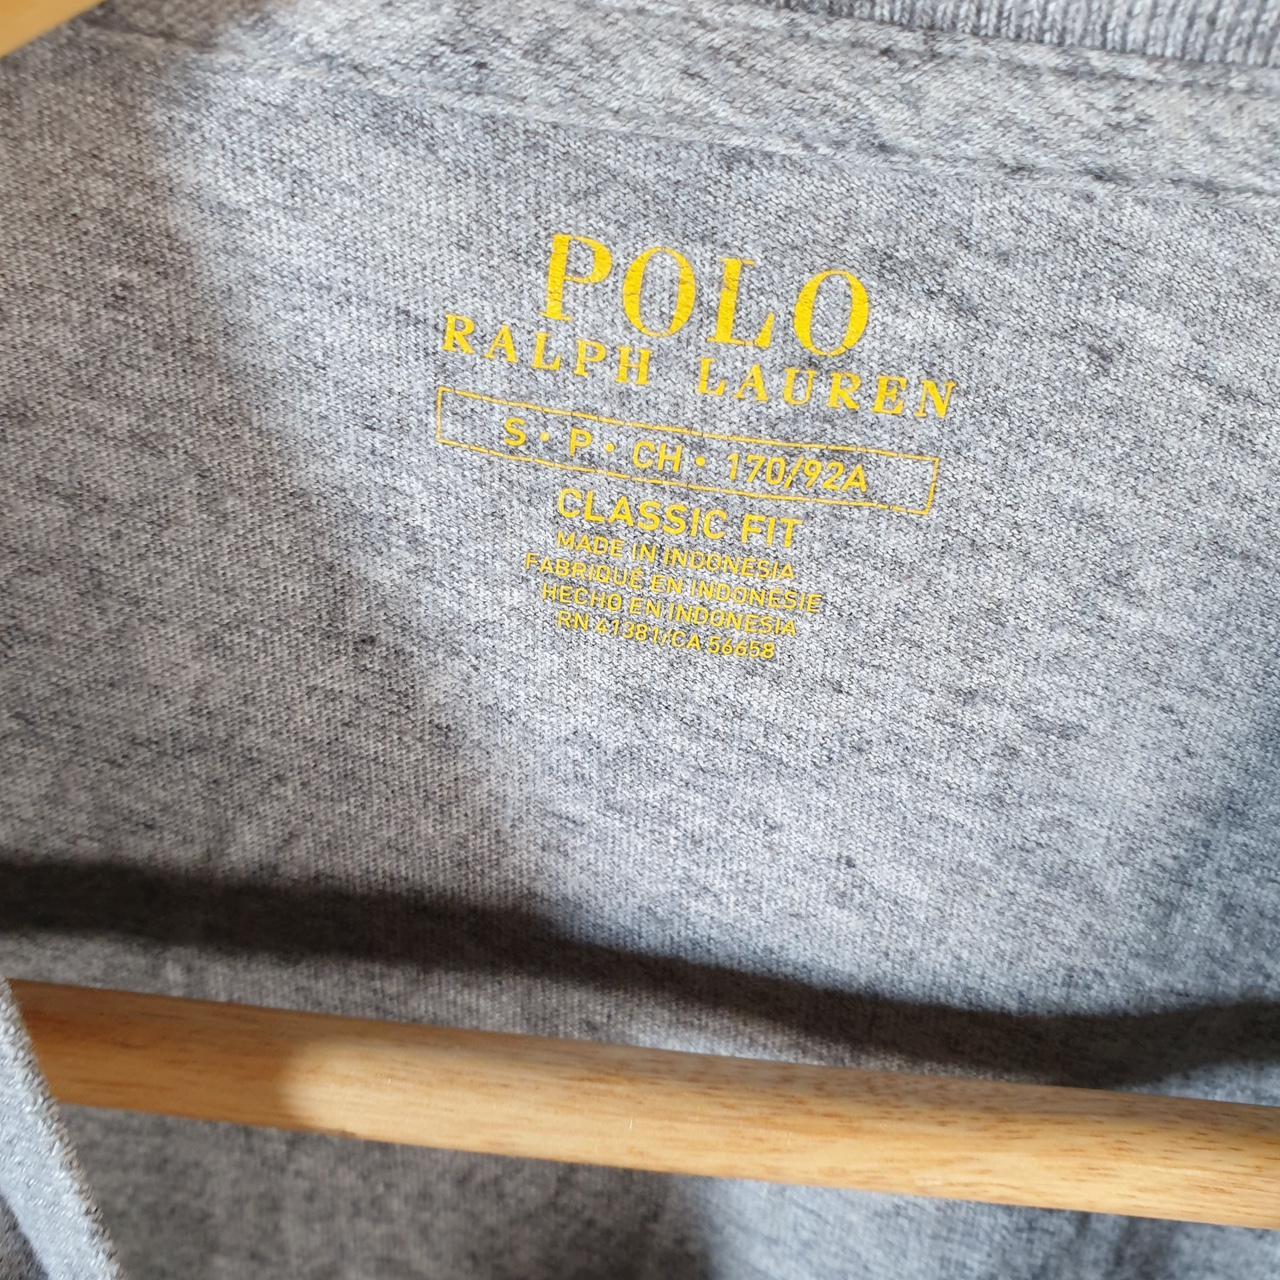 POLO
RALPH LAUREN
S • P • CH • 170/92A
CLASSIC FIT
MADE IN INDONESIA
FABRIQUÉ EN INDONÉSIE
HECHO EN INDONESIA
RN 41381/CA 56658